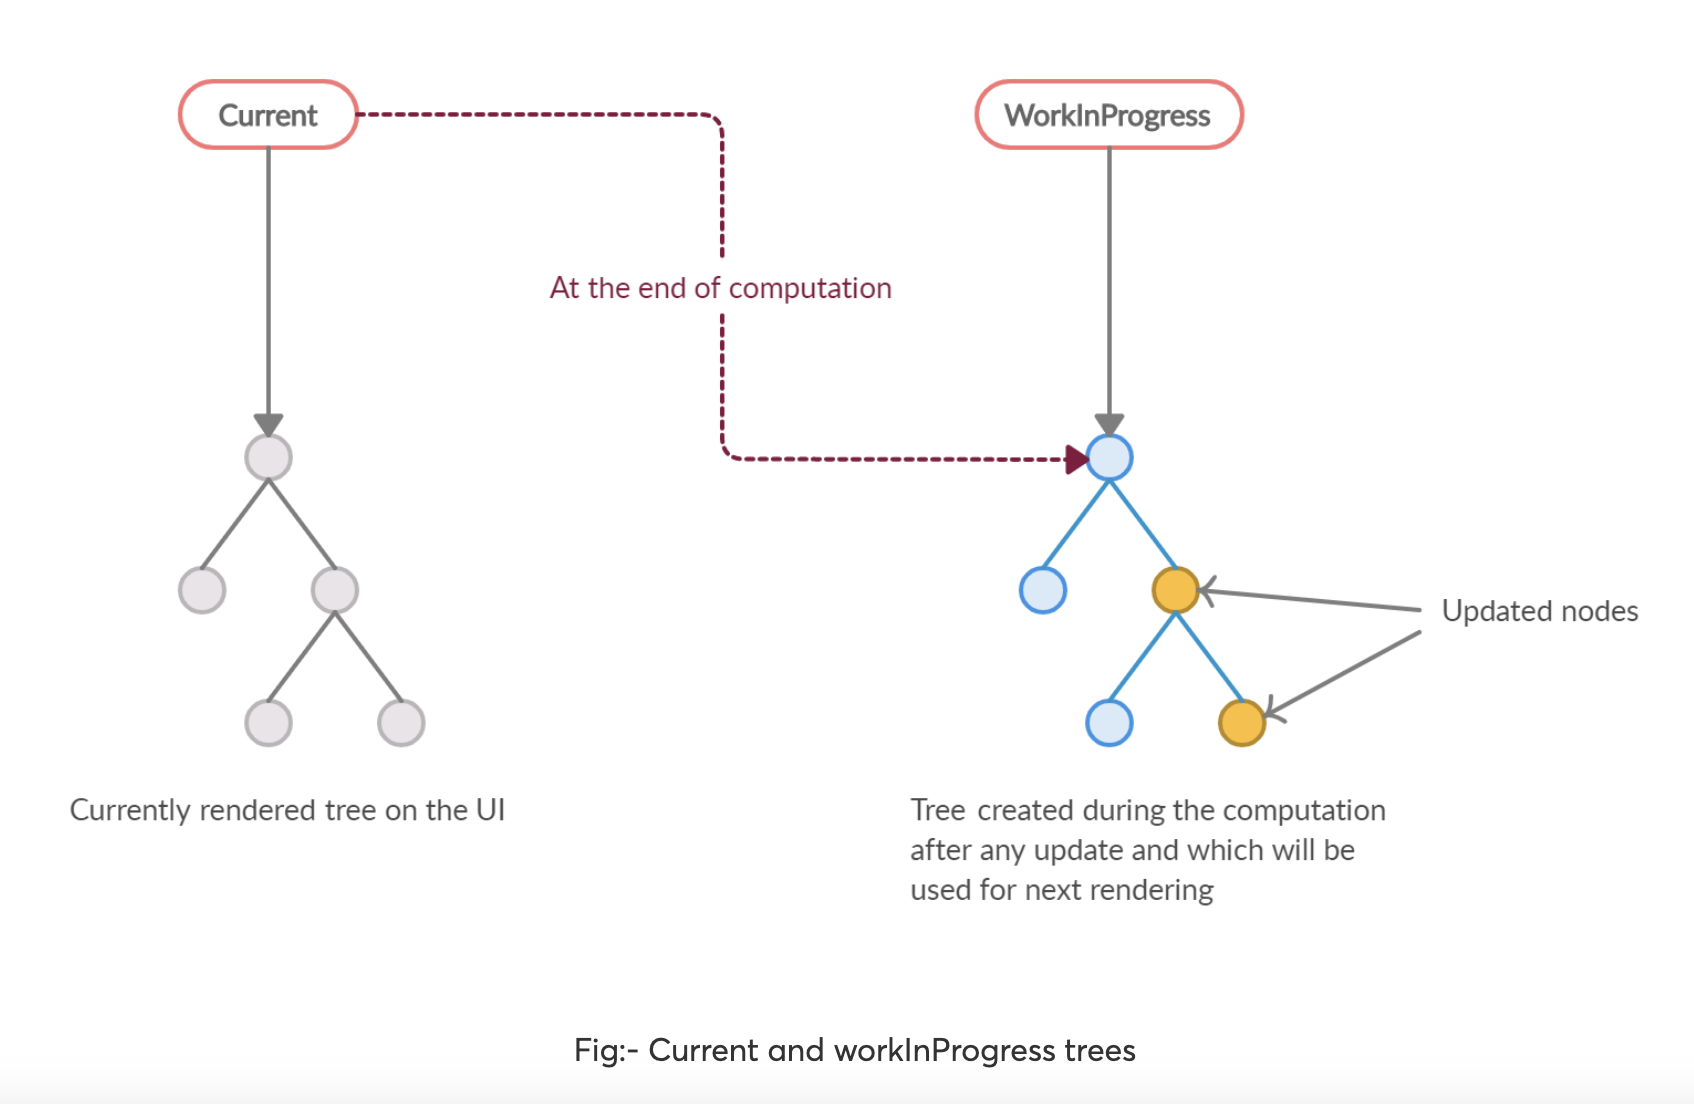 Current
WorkInProgress
At the end of computation
Updated nodes
Currently rendered tree on the UI
Tree created during the computation
after any update and which will be
used for next rendering
Fig:- Current and workInProgress trees